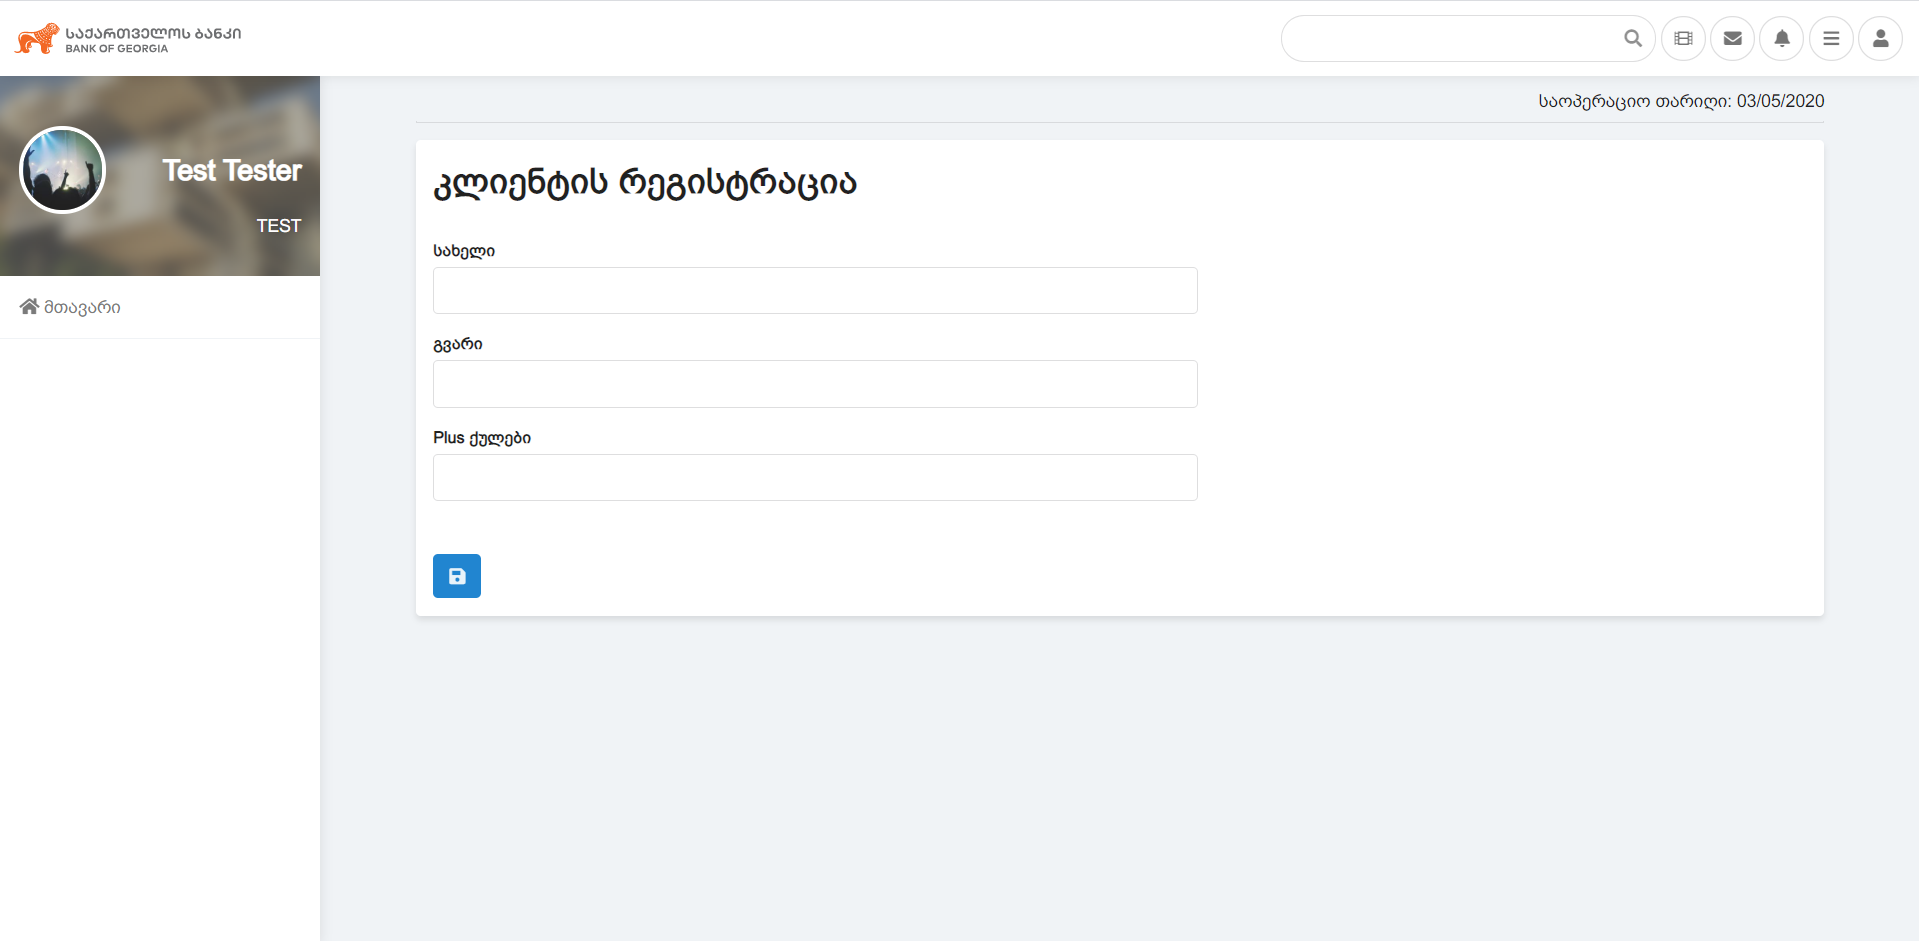 საქართველოს ბანკი
BANK OF GEORGIA
საოპერაციო თარიღი: 03/05/2020
Test Tester
TEST
მთავარი
კლიენტის რეგისტრაცია
სახელი
გვარი
Plus ქულები